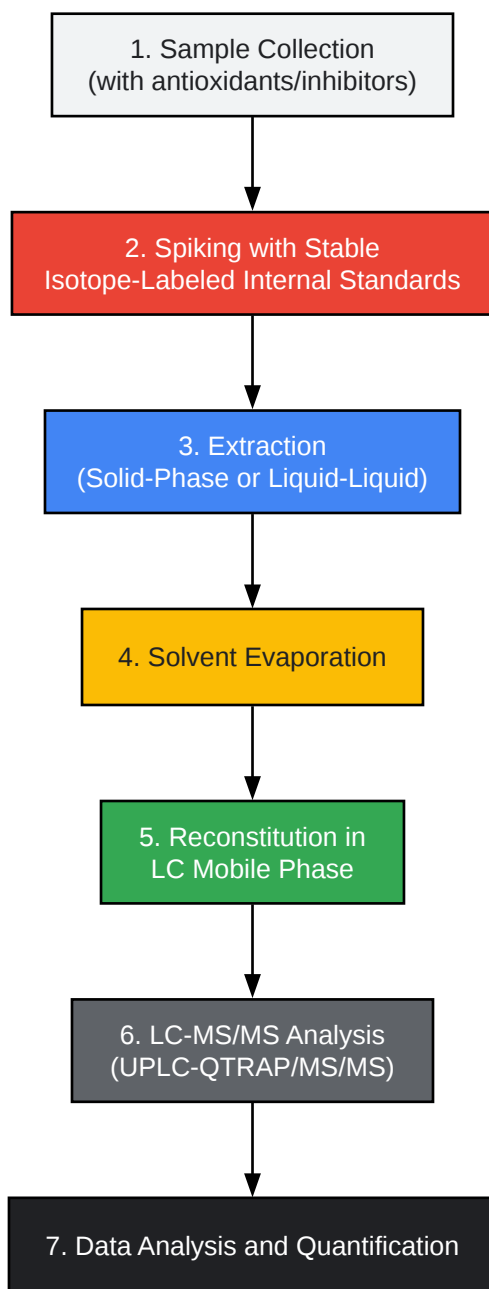 1. Sample Collection
(with antioxidants/inhibitors)
2. Spiking with Stable
Isotope-Labeled Internal Standards
3. Extraction
(Solid-Phase or Liquid-Liquid)
4. Solvent Evaporation
5. Reconstitution in
LC Mobile Phase
6. LC-MS/MS Analysis
(UPLC-QTRAP/MS/MS)
7. Data Analysis and Quantification